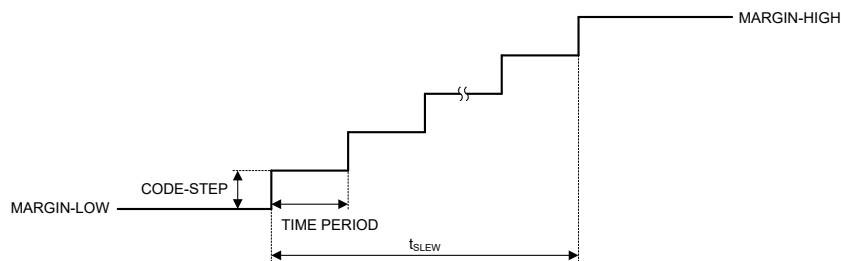 MARGIN-HIGH
CODE-STEP
MARGIN-LOW
TIME PERIOD
tSLEW